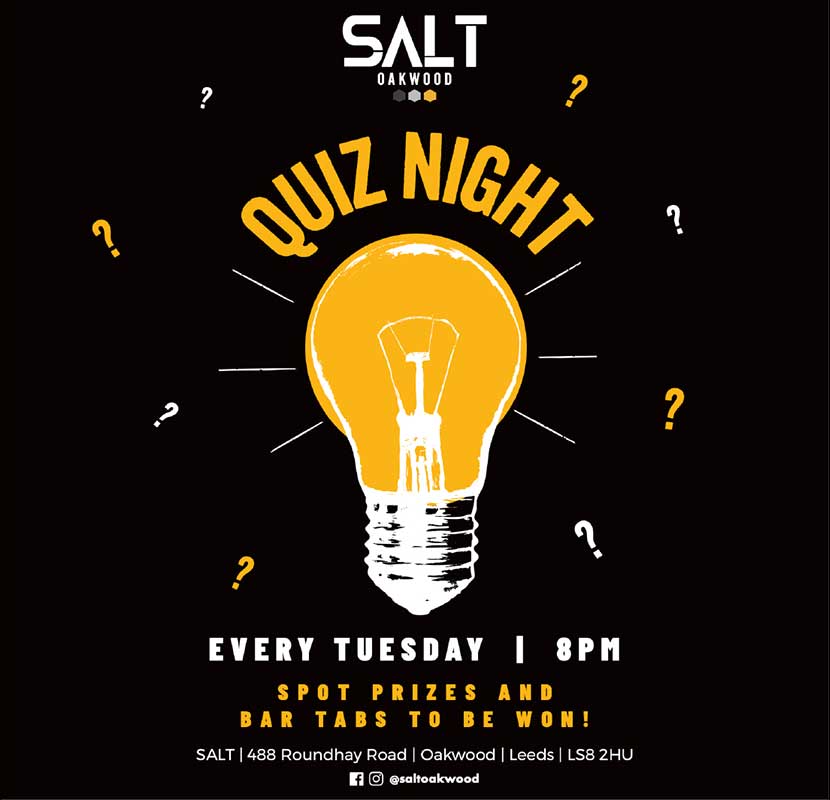 SALT
OAKWOOD
QUIZ NIGHT
EVERY TUESDAY | 8PM
SPOT PRIZES AND
BAR TABS TO BE WON!
SALT | 488 Roundhay Road | Oakwood | Leeds | LS8 2HU
@saltoakwood